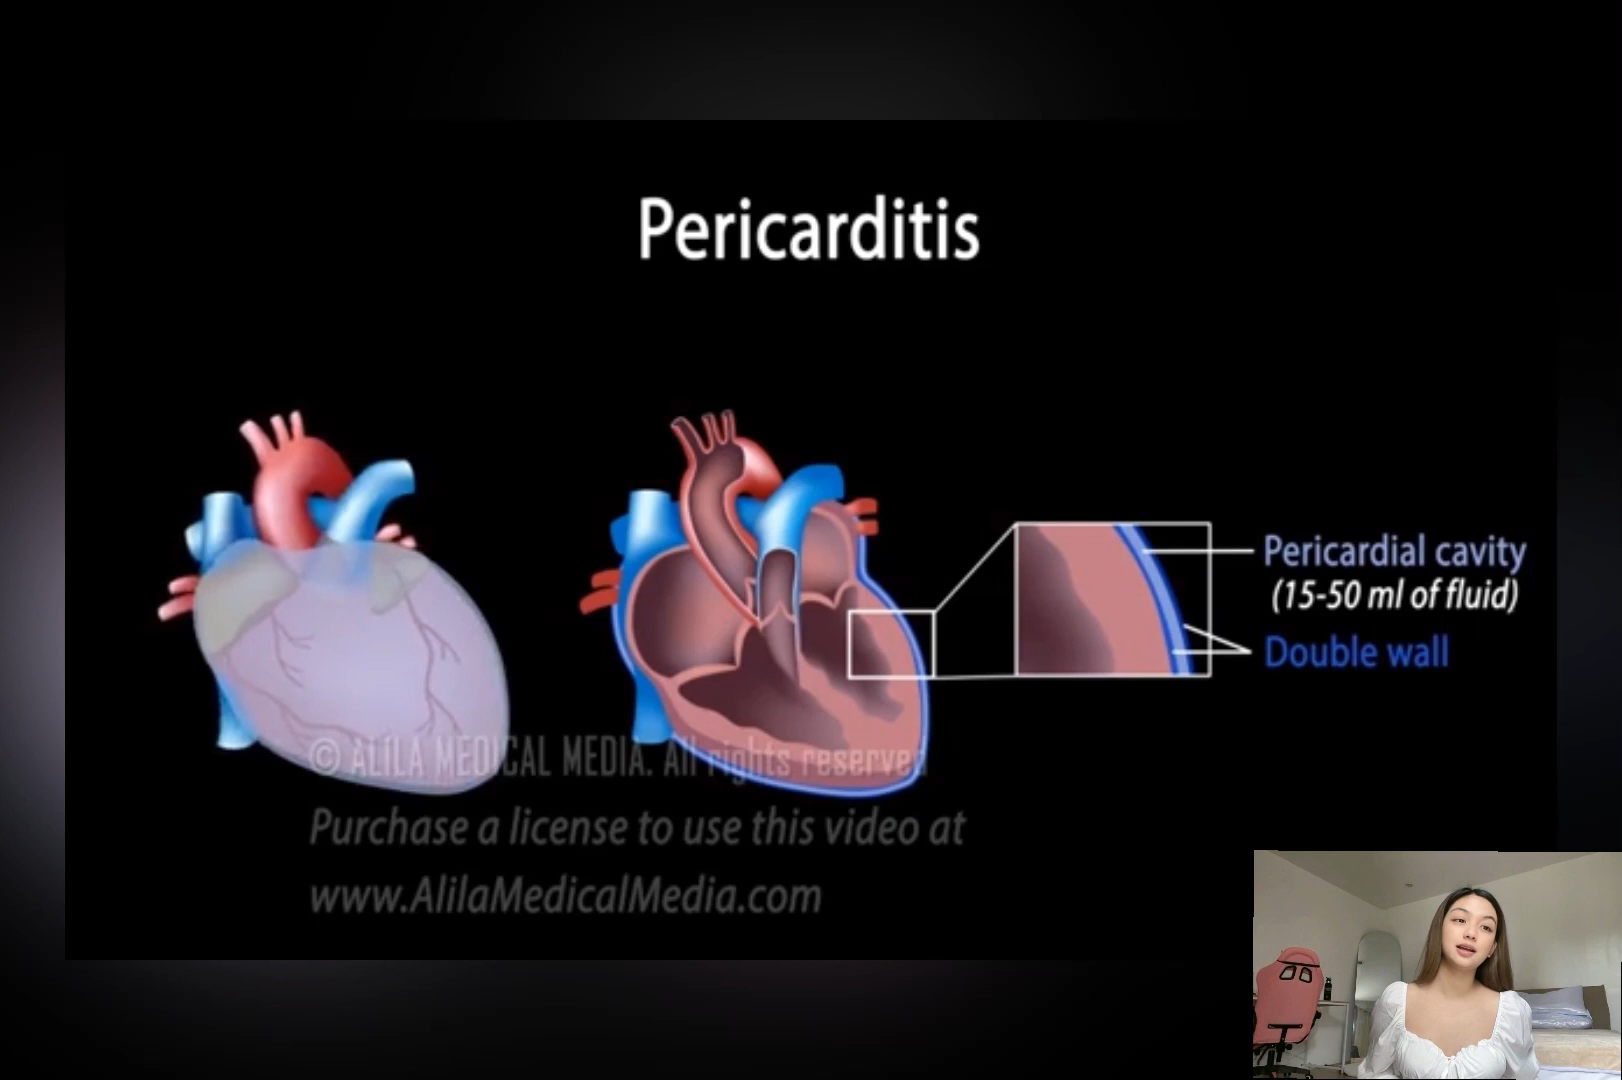 Pericarditis
Pericardial cavity
(15-50 ml of fluid)
Double wall
© ALILA MEDICAL MEDIA. All rights reserved
Purchase a license to use this video at
www.AlilaMedicalMedia.com